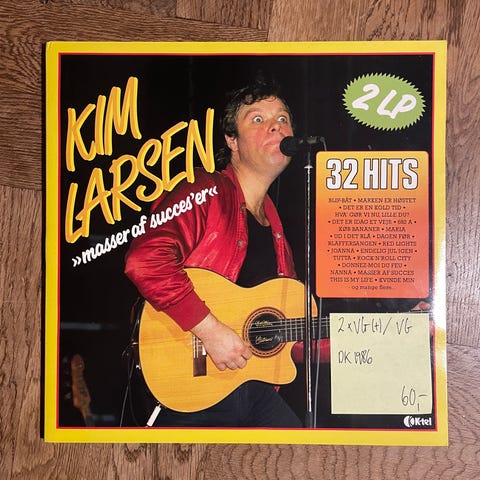 KIM
LARSEN
»masser af succes'er«
2 LP
32 HITS
BLIP-BÅT • MARKEN ER HØSTET
• DET ER EN KOLD TID •
HVA' GØR VI NU, LILLE DU?
• DET ER IDAG ET VEJR • 682 A
• KØB BANANER • MARIA
• UD I DET BLÅ • DAGEN FØR
BLAFFERSANGEN • RED LIGHTS
• JOANNA • ENDELIG JUL IGEN •
TUTTA • ROCK N'ROLL CITY
• DONNEZ-MOI DU FEU •
NANNA • MASSER AF SUCCES
THIS IS MY LIFE • KVINDE MIN
og mange flere...
2 x VG(+) / VG
DK 1986
60,-
K-tel